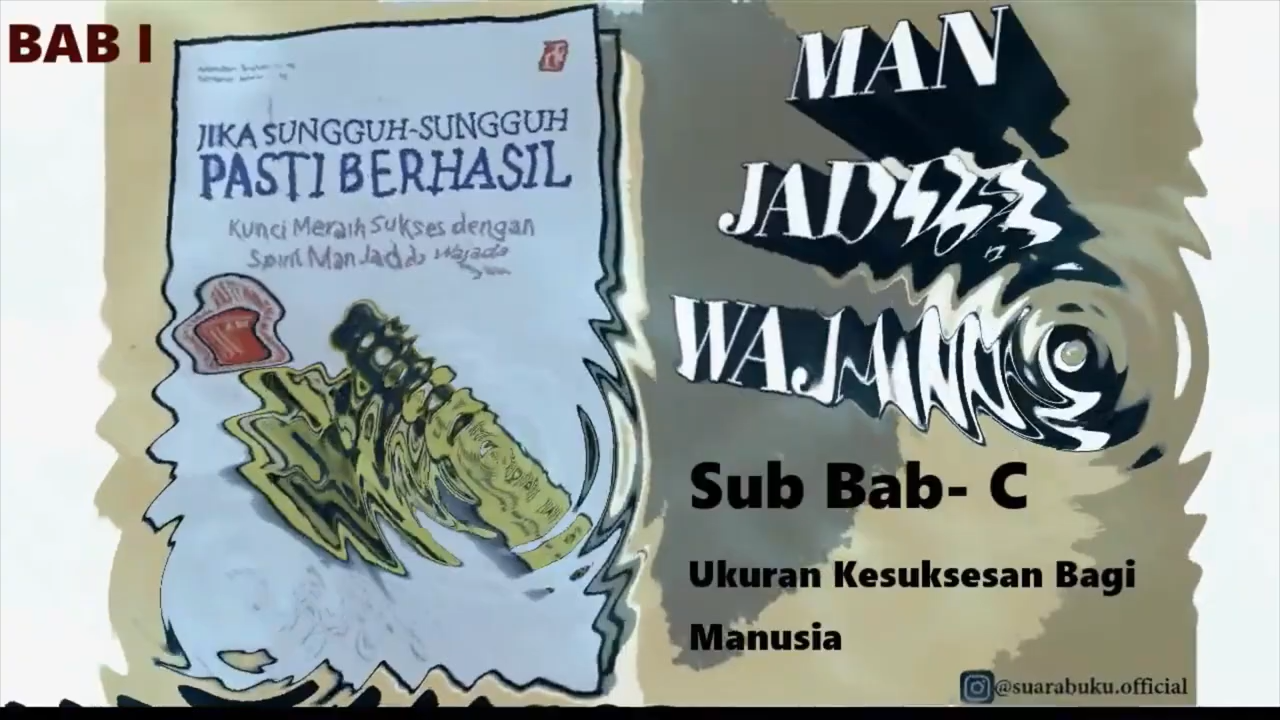 BAB I
JIKA SUNGGUH-SUNGGUH
PASTI BERHASIL
Kunci Meraih Sukses dengan
Spirit Man Jadda Wajada
MAN
Sub Bab- C
Ukuran Kesuksesan Bagi
Manusia
@suarabuku.official